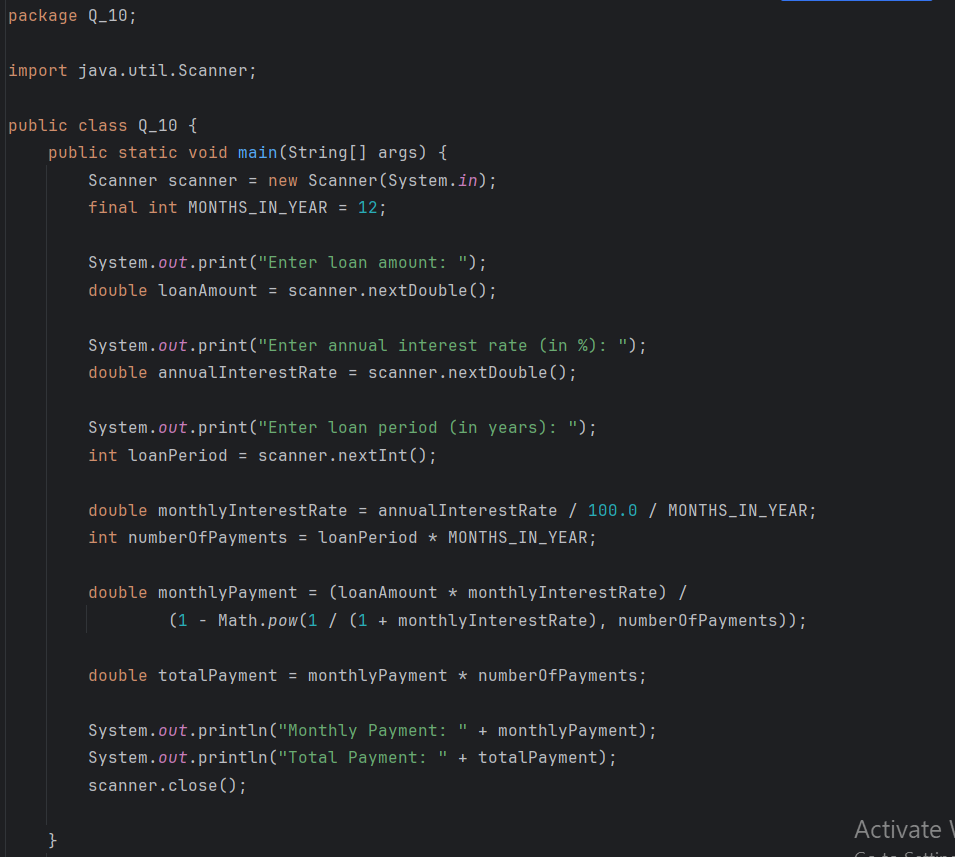 package Q_10;
import java.util.Scanner;
public class Q_10 {
public static void main(String[] args) {
Scanner scanner = new Scanner(System.in);
final int MONTHS_IN_YEAR = 12;
System.out.print("Enter loan amount: ");
double loanAmount = scanner.nextDouble();
System.out.print("Enter annual interest rate (in %): ");
double annualInterestRate = scanner.nextDouble();
System.out.print("Enter loan period (in years): ");
int loanPeriod = scanner.nextInt();
double monthlyInterestRate = annualInterestRate / 100.0 / MONTHS_IN_YEAR;
int numberOfPayments = loanPeriod * MONTHS_IN_YEAR;
double monthlyPayment = (loanAmount * monthlyInterestRate) /
(1 - Math.pow(1 / (1 + monthlyInterestRate), numberOfPayments));
double totalPayment = monthlyPayment * numberOfPayments;
System.out.println("Monthly Payment: " + monthlyPayment);
System.out.println("Total Payment: " + totalPayment);
scanner.close();
}
Activate